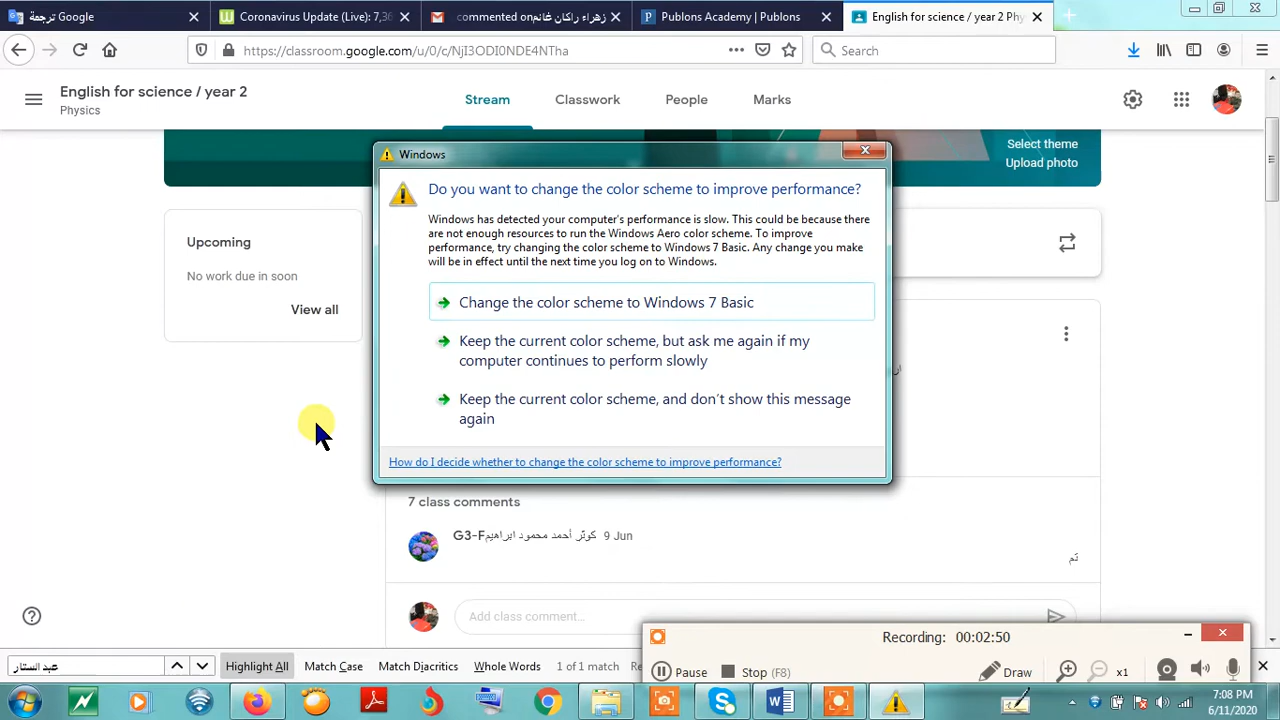 Google ترجمة
Coronavirus Update (Live): 7,36
زهراء راكان غانم commented on
Publons Academy | Publons
English for science / year 2 Phy
https://classroom.google.com/u/0/c/NjI3ODI0NDE4NTha
Search
English for science / year 2
Physics
Stream
Classwork
People
Marks
Select theme
Upload photo
Windows
Do you want to change the color scheme to improve performance?
Windows has detected your computer's performance is slow. This could be because there
are not enough resources to run the Windows Aero color scheme. To improve
performance, try changing the color scheme to Windows 7 Basic. Any change you make
will be in effect until the next time you log on to Windows.
Change the color scheme to Windows 7 Basic
Keep the current color scheme, but ask me again if my
computer continues to perform slowly
Keep the current color scheme, and don't show this message
again
How do I decide whether to change the color scheme to improve performance?
Upcoming
No work due in soon
View all
7 class comments
G3-Fكوثر أحمد محمود ابراهيم 9 Jun
تم
Add class comment…
Recording: 00:02:50
Pause
Stop (F8)
Draw
x1
عبد الستار
Highlight All
Match Case
Match Diacritics
Whole Words
1 of 1 match
7:08 PM
6/11/2020